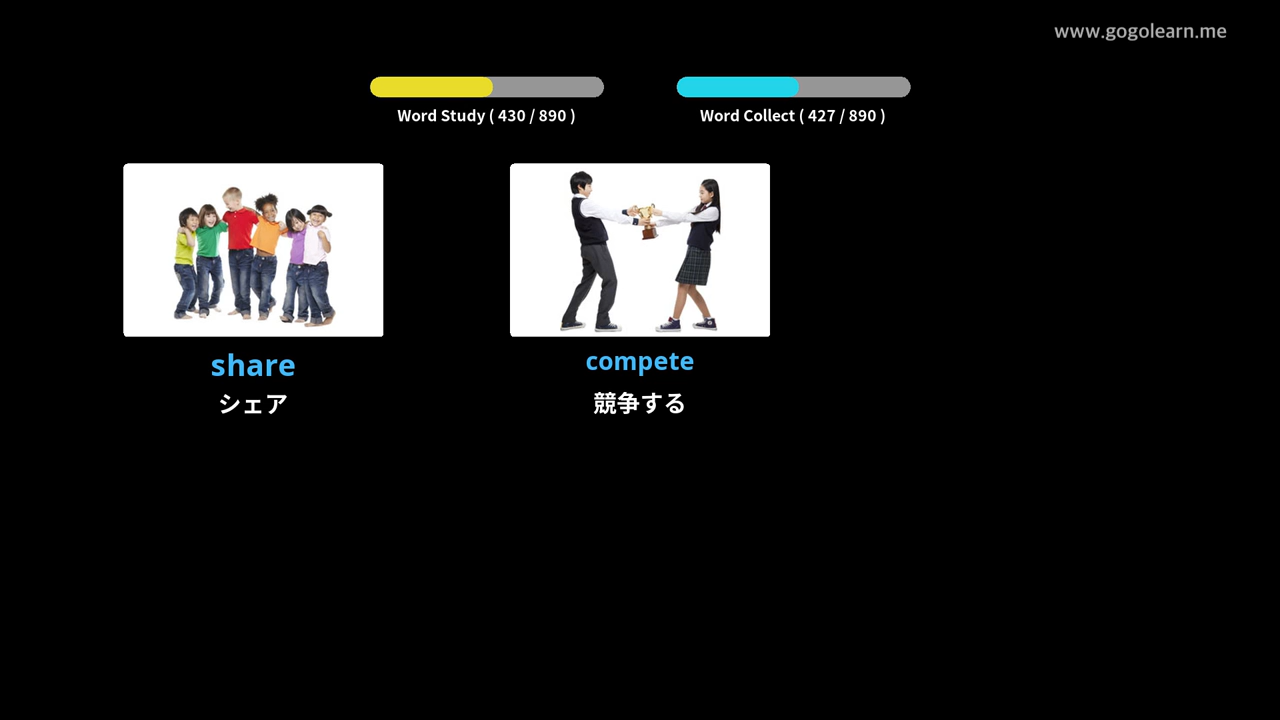 www.gogolearn.me
Word Study ( 430 / 890 )
Word Collect ( 427 / 890 )
share
シェア
compete
競争する